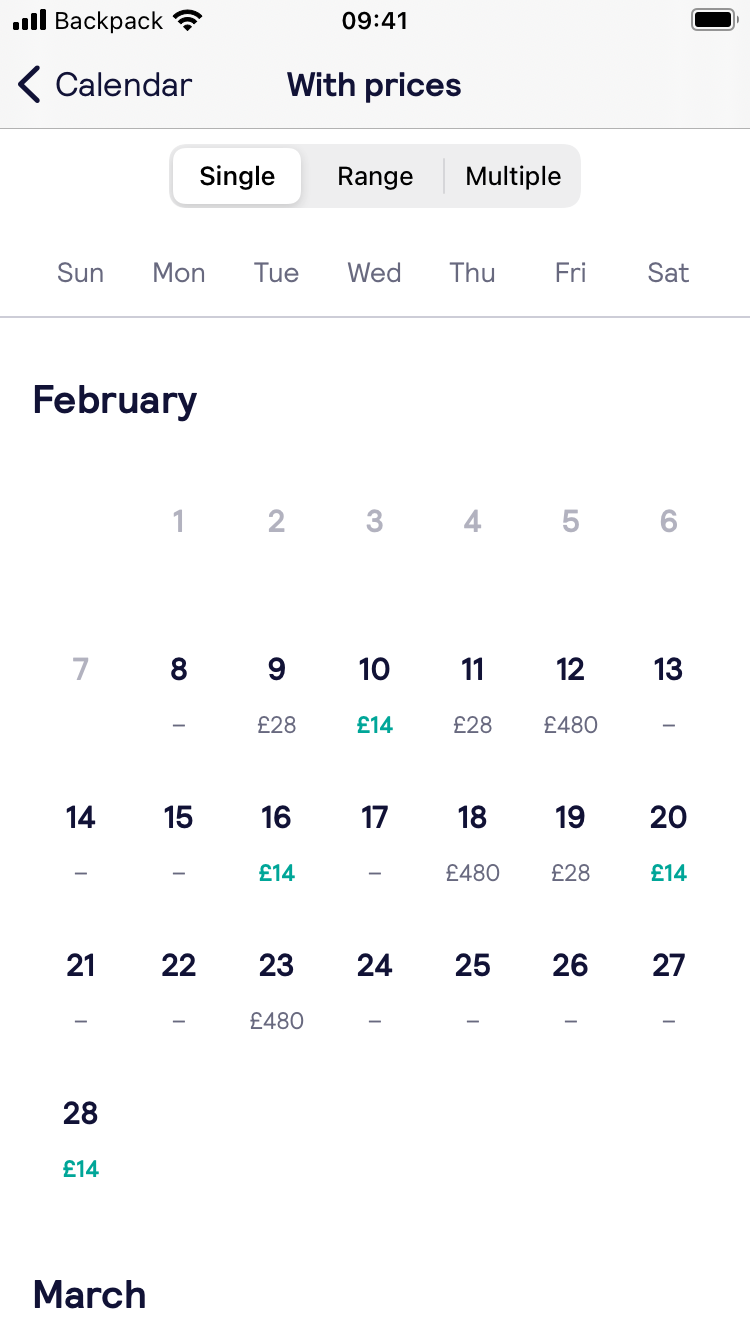 Backpack 09:41
Calendar With prices
Single Range Multiple
Sun Mon Tue Wed Thu Fri Sat
February
1 2 3 4 5 6
7 8 9 10 11 12 13
– £28 £14 £28 £480 –
14 15 16 17 18 19 20
– – £14 – £480 £28 £14
21 22 23 24 25 26 27
– – £480 – – – –
28
£14
March